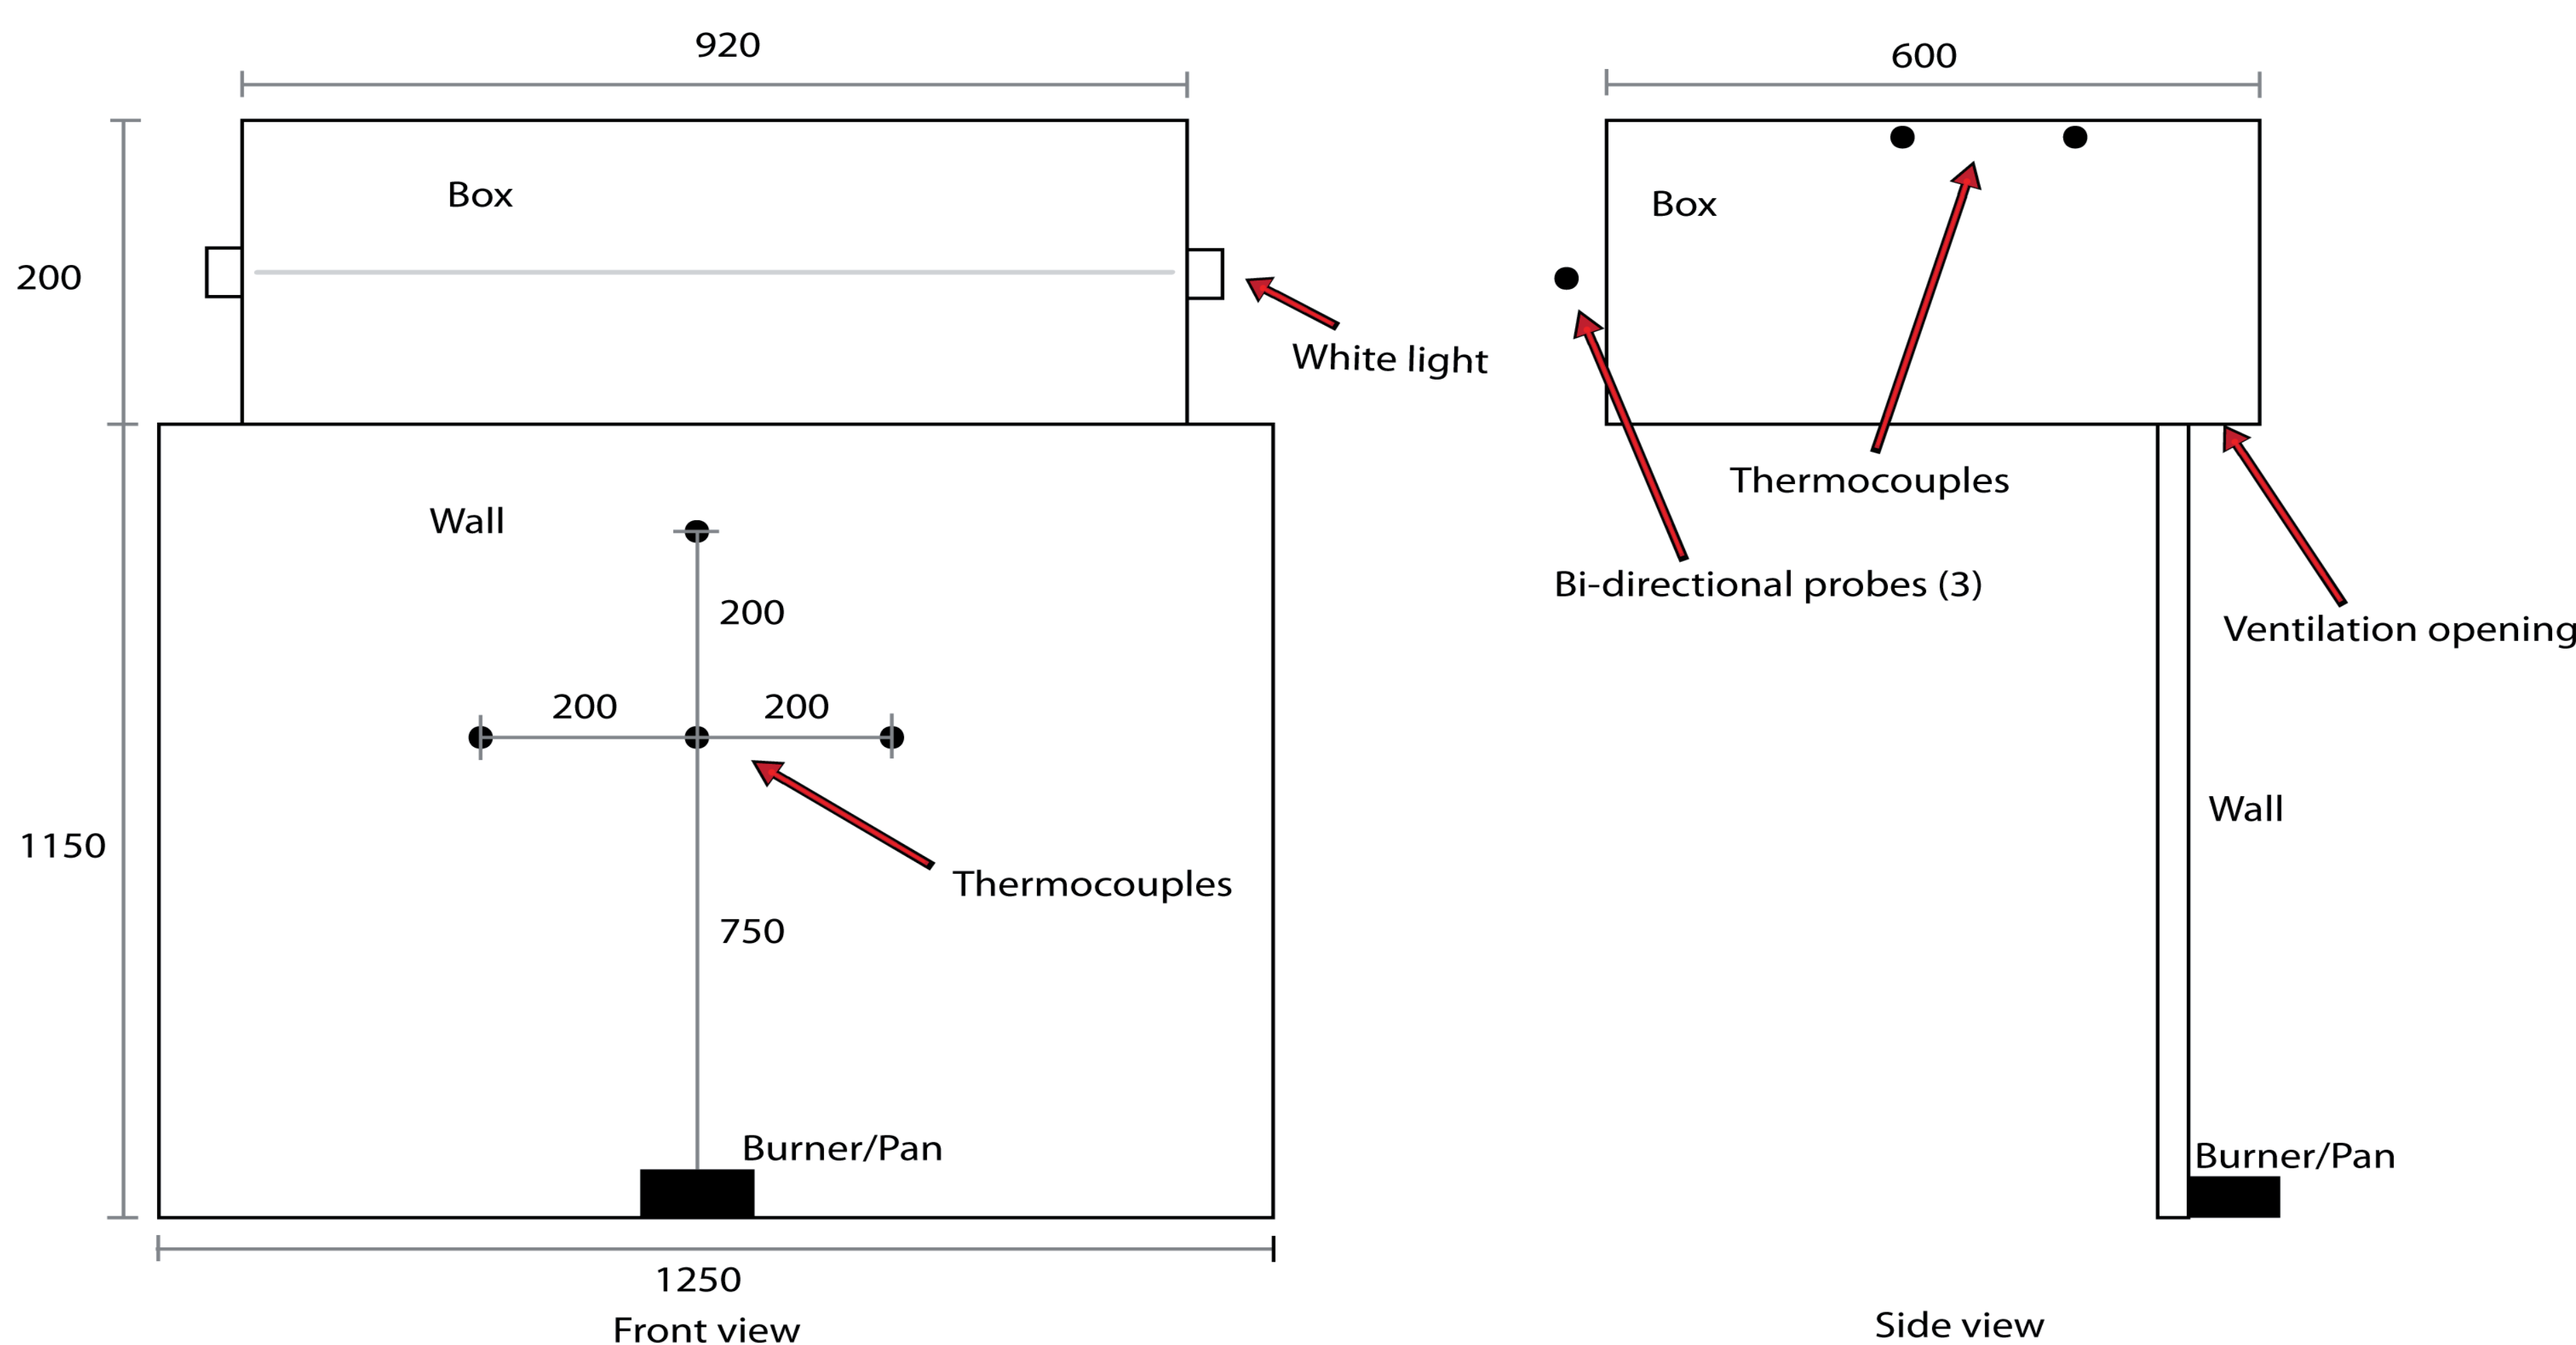 920
600
Box
Box
200
White light
Thermocouples
Wall
Bi-directional probes (3)
200
Ventilation opening
200
200
Wall
1150
Thermocouples
750
Burner/Pan
Burner/Pan
1250
Front view
Side view